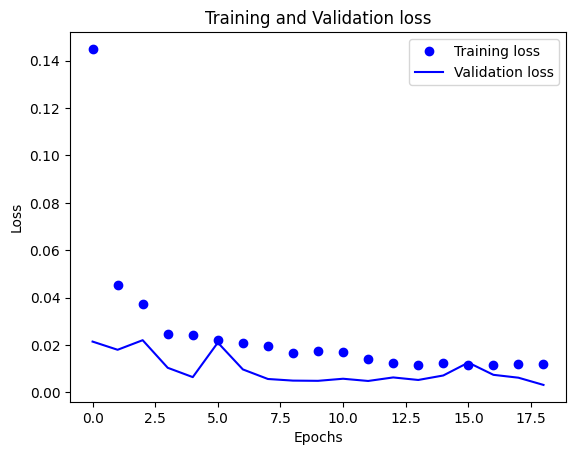 Training and Validation loss
Training loss
Validation loss
0.14
0.12
0.10
0.08
0.06
0.04
0.02
0.00
Loss
0.0 2.5 5.0 7.5 10.0 12.5 15.0 17.5
Epochs